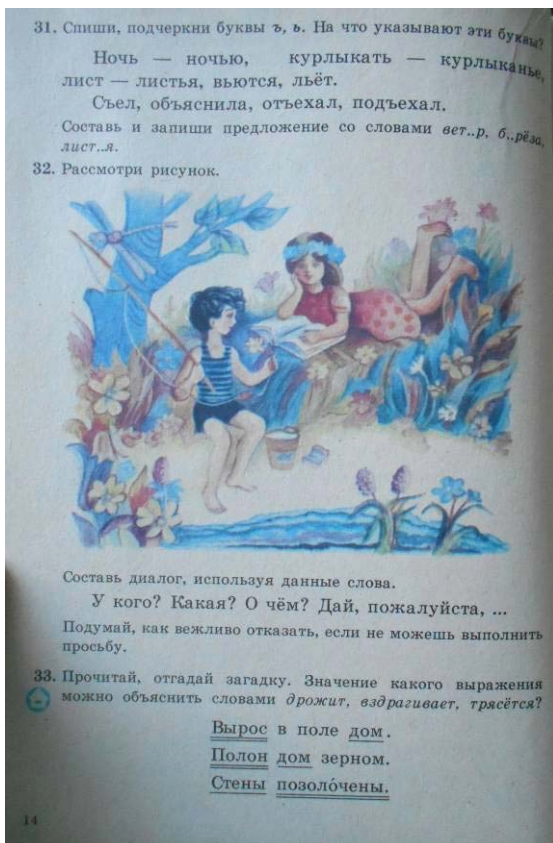 31. Спиши, подчеркни буквы ъ, ь. На что указывают эти буквы?
Ночь — ночью, курлыкать — курлыканье,
лист — листья, вьются, льёт.
Съел, объяснила, отъехал, подъехал.
Составь и запиши предложение со словами вет..р, б..рёза,
лист..я.
32. Рассмотри рисунок.
Составь диалог, используя данные слова.
У кого? Какая? О чём? Дай, пожалуйста, ...
Подумай, как вежливо отказать, если не можешь выполнить
просьбу.
33. Прочитай, отгадай загадку. Значение какого выражения
можно объяснить словами дрожит, вздрагивает, трясётся?
Вырос в поле дом.
Полон дом зерном.
Стены позоло́чены.
14